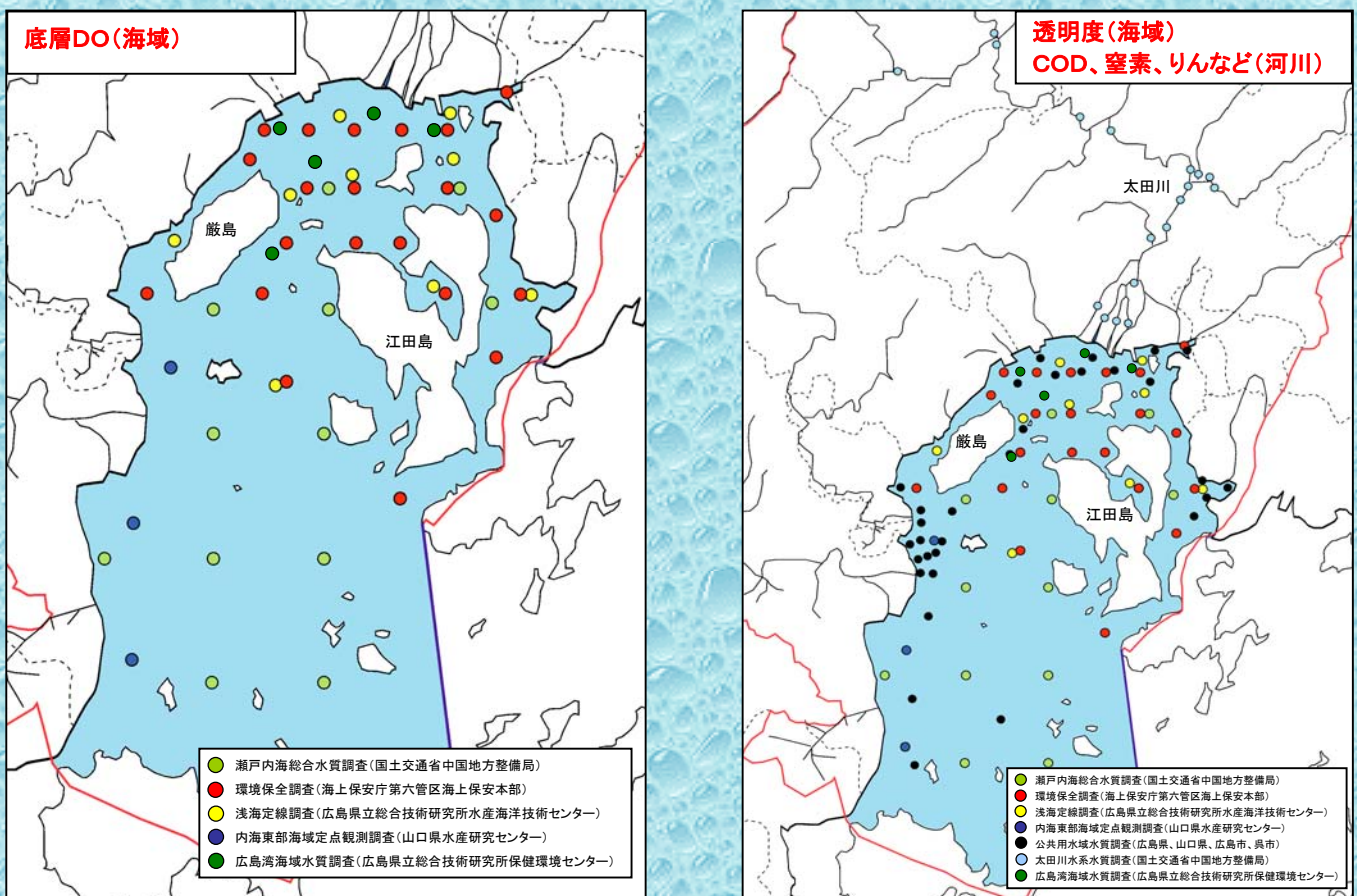 底層DO(海域)
厳島
江田島
瀬戸内海総合水質調査(国土交通省中国地方整備局)
環境保全調査(海上保安庁第六管区海上保安本部)
浅海定線調査(広島県立総合技術研究所水産海洋技術センター)
内海東部海域定点観測調査(山口県水産研究センター)
広島湾海域水質調査(広島県立総合技術研究所保健環境センター)
透明度(海域)
COD、窒素、りんなど(河川)
太田川
厳島
江田島
瀬戸内海総合水質調査(国土交通省中国地方整備局)
環境保全調査(海上保安庁第六管区海上保安本部)
浅海定線調査(広島県立総合技術研究所水産海洋技術センター)
内海東部海域定点観測調査(山口県水産研究センター)
公共用水域水質調査(広島県、山口県、広島市、呉市)
太田川水系水質調査(国土交通省中国地方整備局)
広島湾海域水質調査(広島県立総合技術研究所保健環境センター)